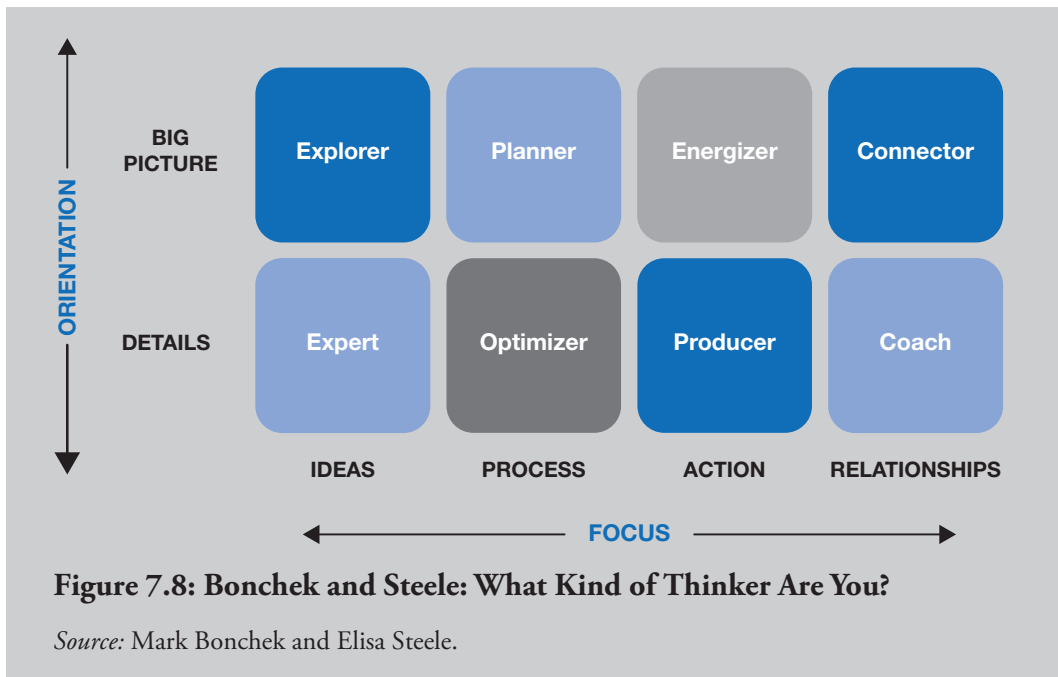 BIG
PICTURE
Explorer
Planner
Energizer
Connector
ORIENTATION
DETAILS
Expert
Optimizer
Producer
Coach
IDEAS
PROCESS
ACTION
RELATIONSHIPS
FOCUS
Figure 7.8: Bonchek and Steele: What Kind of Thinker Are You?
Source: Mark Bonchek and Elisa Steele.